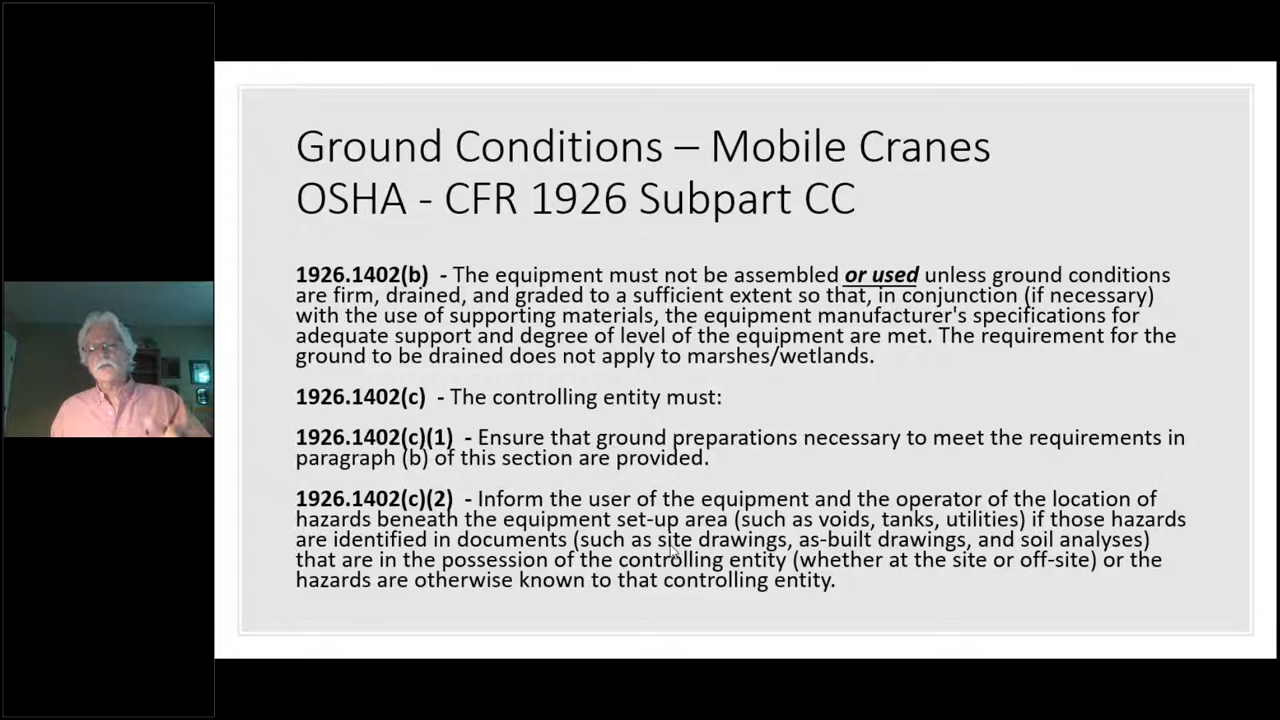 Ground Conditions – Mobile Cranes
OSHA - CFR 1926 Subpart CC
1926.1402(b) - The equipment must not be assembled or used unless ground conditions
are firm, drained, and graded to a sufficient extent so that, in conjunction (if necessary)
with the use of supporting materials, the equipment manufacturer's specifications for
adequate support and degree of level of the equipment are met. The requirement for the
ground to be drained does not apply to marshes/wetlands.
1926.1402(c) - The controlling entity must:
1926.1402(c)(1) - Ensure that ground preparations necessary to meet the requirements in
paragraph (b) of this section are provided.
1926.1402(c)(2) - Inform the user of the equipment and the operator of the location of
hazards beneath the equipment set-up area (such as voids, tanks, utilities) if those hazards
are identified in documents (such as site drawings, as-built drawings, and soil analyses)
that are in the possession of the controlling entity (whether at the site or off-site) or the
hazards are otherwise known to that controlling entity.